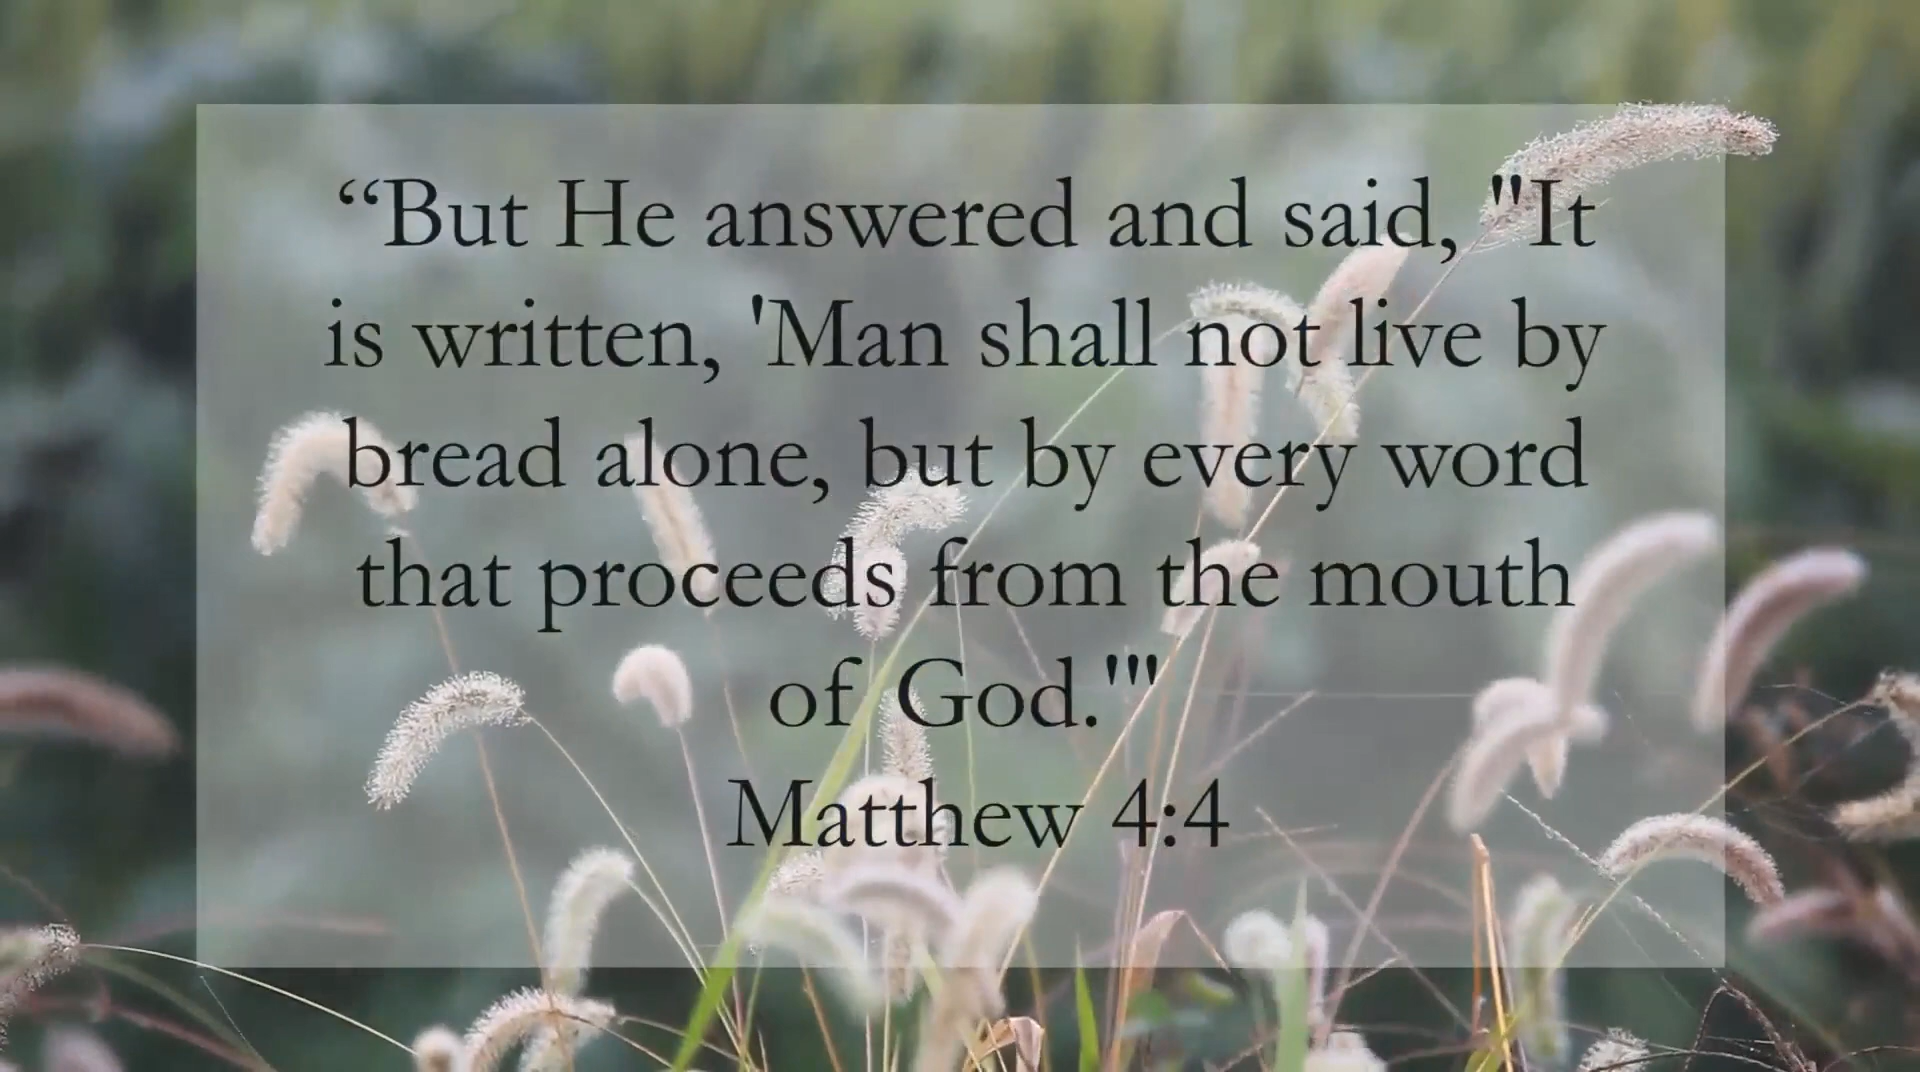 “But He answered and said, "It
is written, 'Man shall not live by
bread alone, but by every word
that proceeds from the mouth
of God.'"
Matthew 4:4